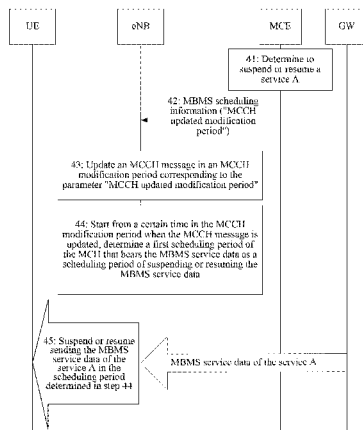 UE
eNB
MCE
GW
41: Determine to
suspend or resume a
service A
42: MBMS scheduling
information ("MCCH
updated modification
period")
43: Update an MCCH message in an MCCH
modification period corresponding to the
parameter "MCCH updated modification period"
44: Start from a certain time in the MCCH
modification period when the MCCH message is
updated, determine a first scheduling period of
the MCH that bears the MBMS service data as a
scheduling period of suspending or resuming the
MBMS service data
45: Suspend or resume
sending the MBMS
service data of the
service A in the
scheduling period
determined in step 44
MBMS service data of the service A